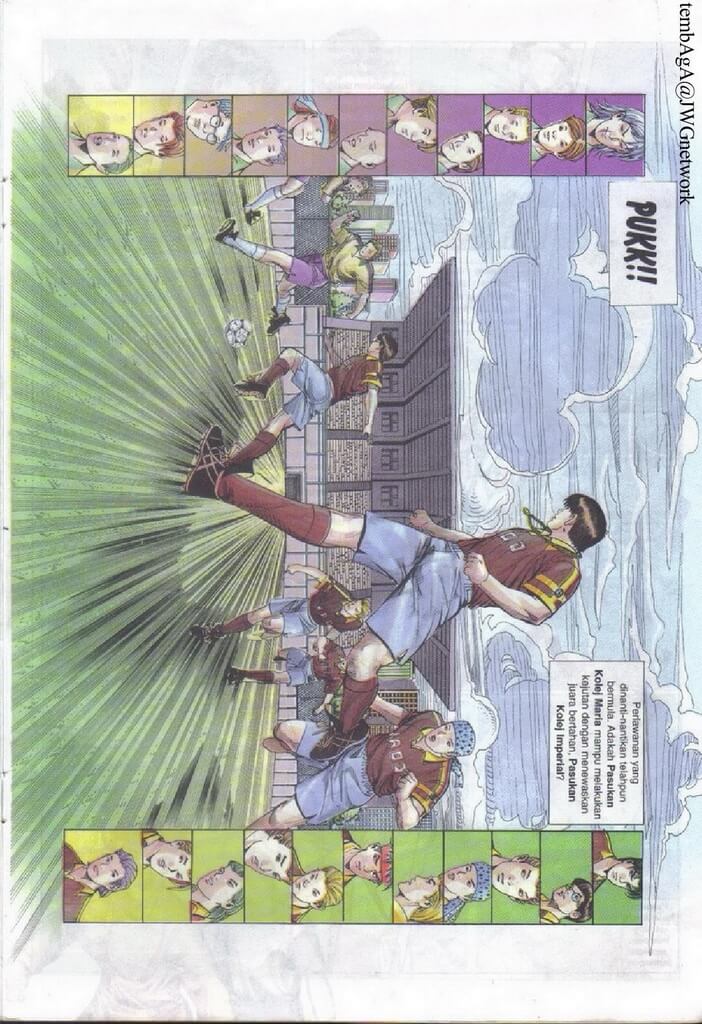 tembAgA@JWGnetwork
PUKK!!
Perlawanan yang
dinanti-nantikan telahpun
bermula. Adakah Pasukan
Kolej Maria mampu melakukan
kejutan dengan menewaskan
juara bertahan, Pasukan
Kolej Imperial?